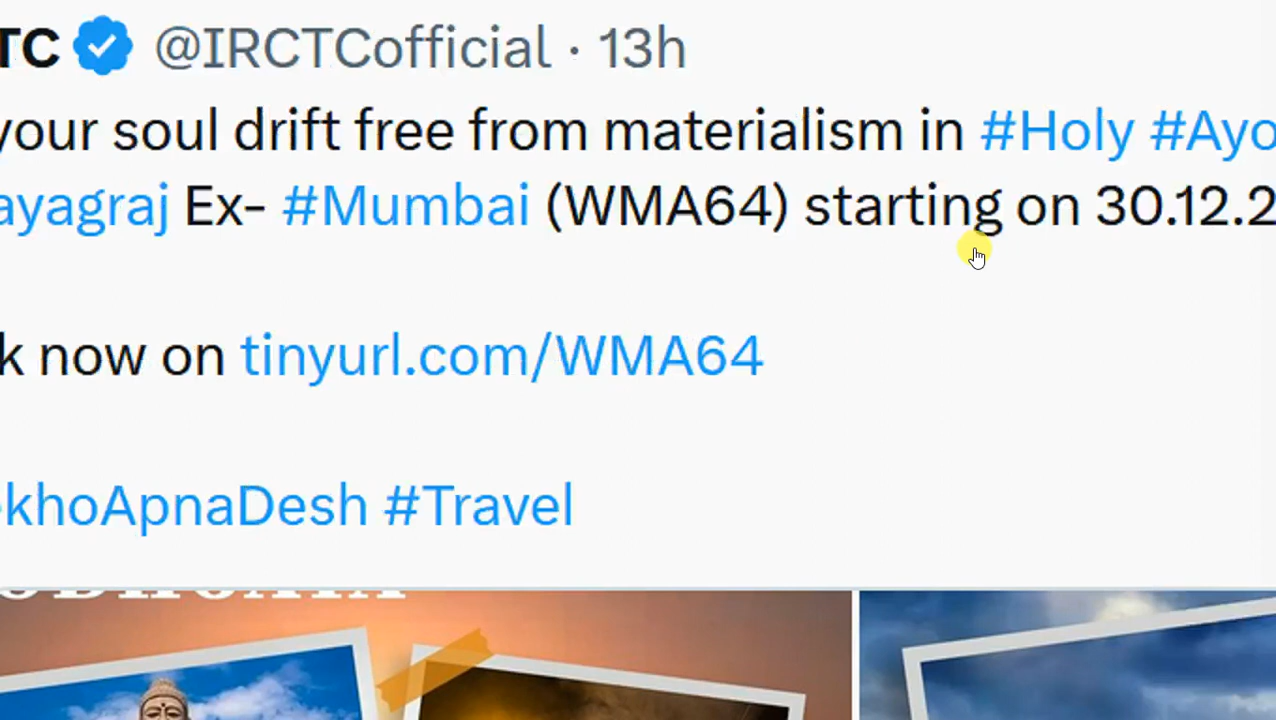 TC @IRCTCofficial · 13h
your soul drift free from materialism in #Holy #Ayo
ayagraj Ex- #Mumbai (WMA64) starting on 30.12.2
k now on tinyurl.com/WMA64
khoApnaDesh #Travel